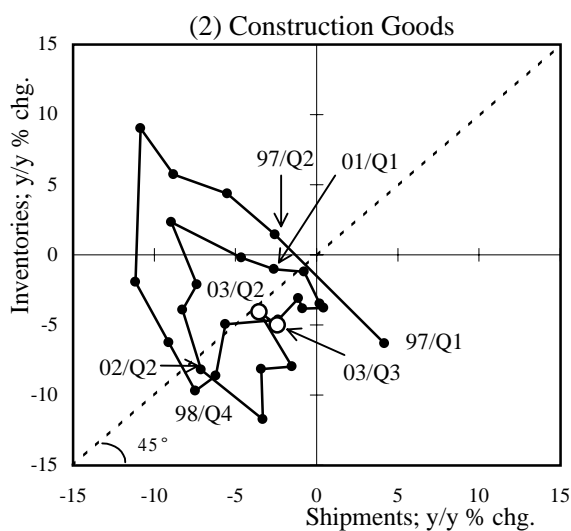 (2) Construction Goods
Inventories; y/y % chg.
15
10
5
0
-5
-10
-15
97/Q2
01/Q1
03/Q2
97/Q1
03/Q3
02/Q2
98/Q4
45°
-15
-10
-5
0
5
10
15
Shipments; y/y % chg.